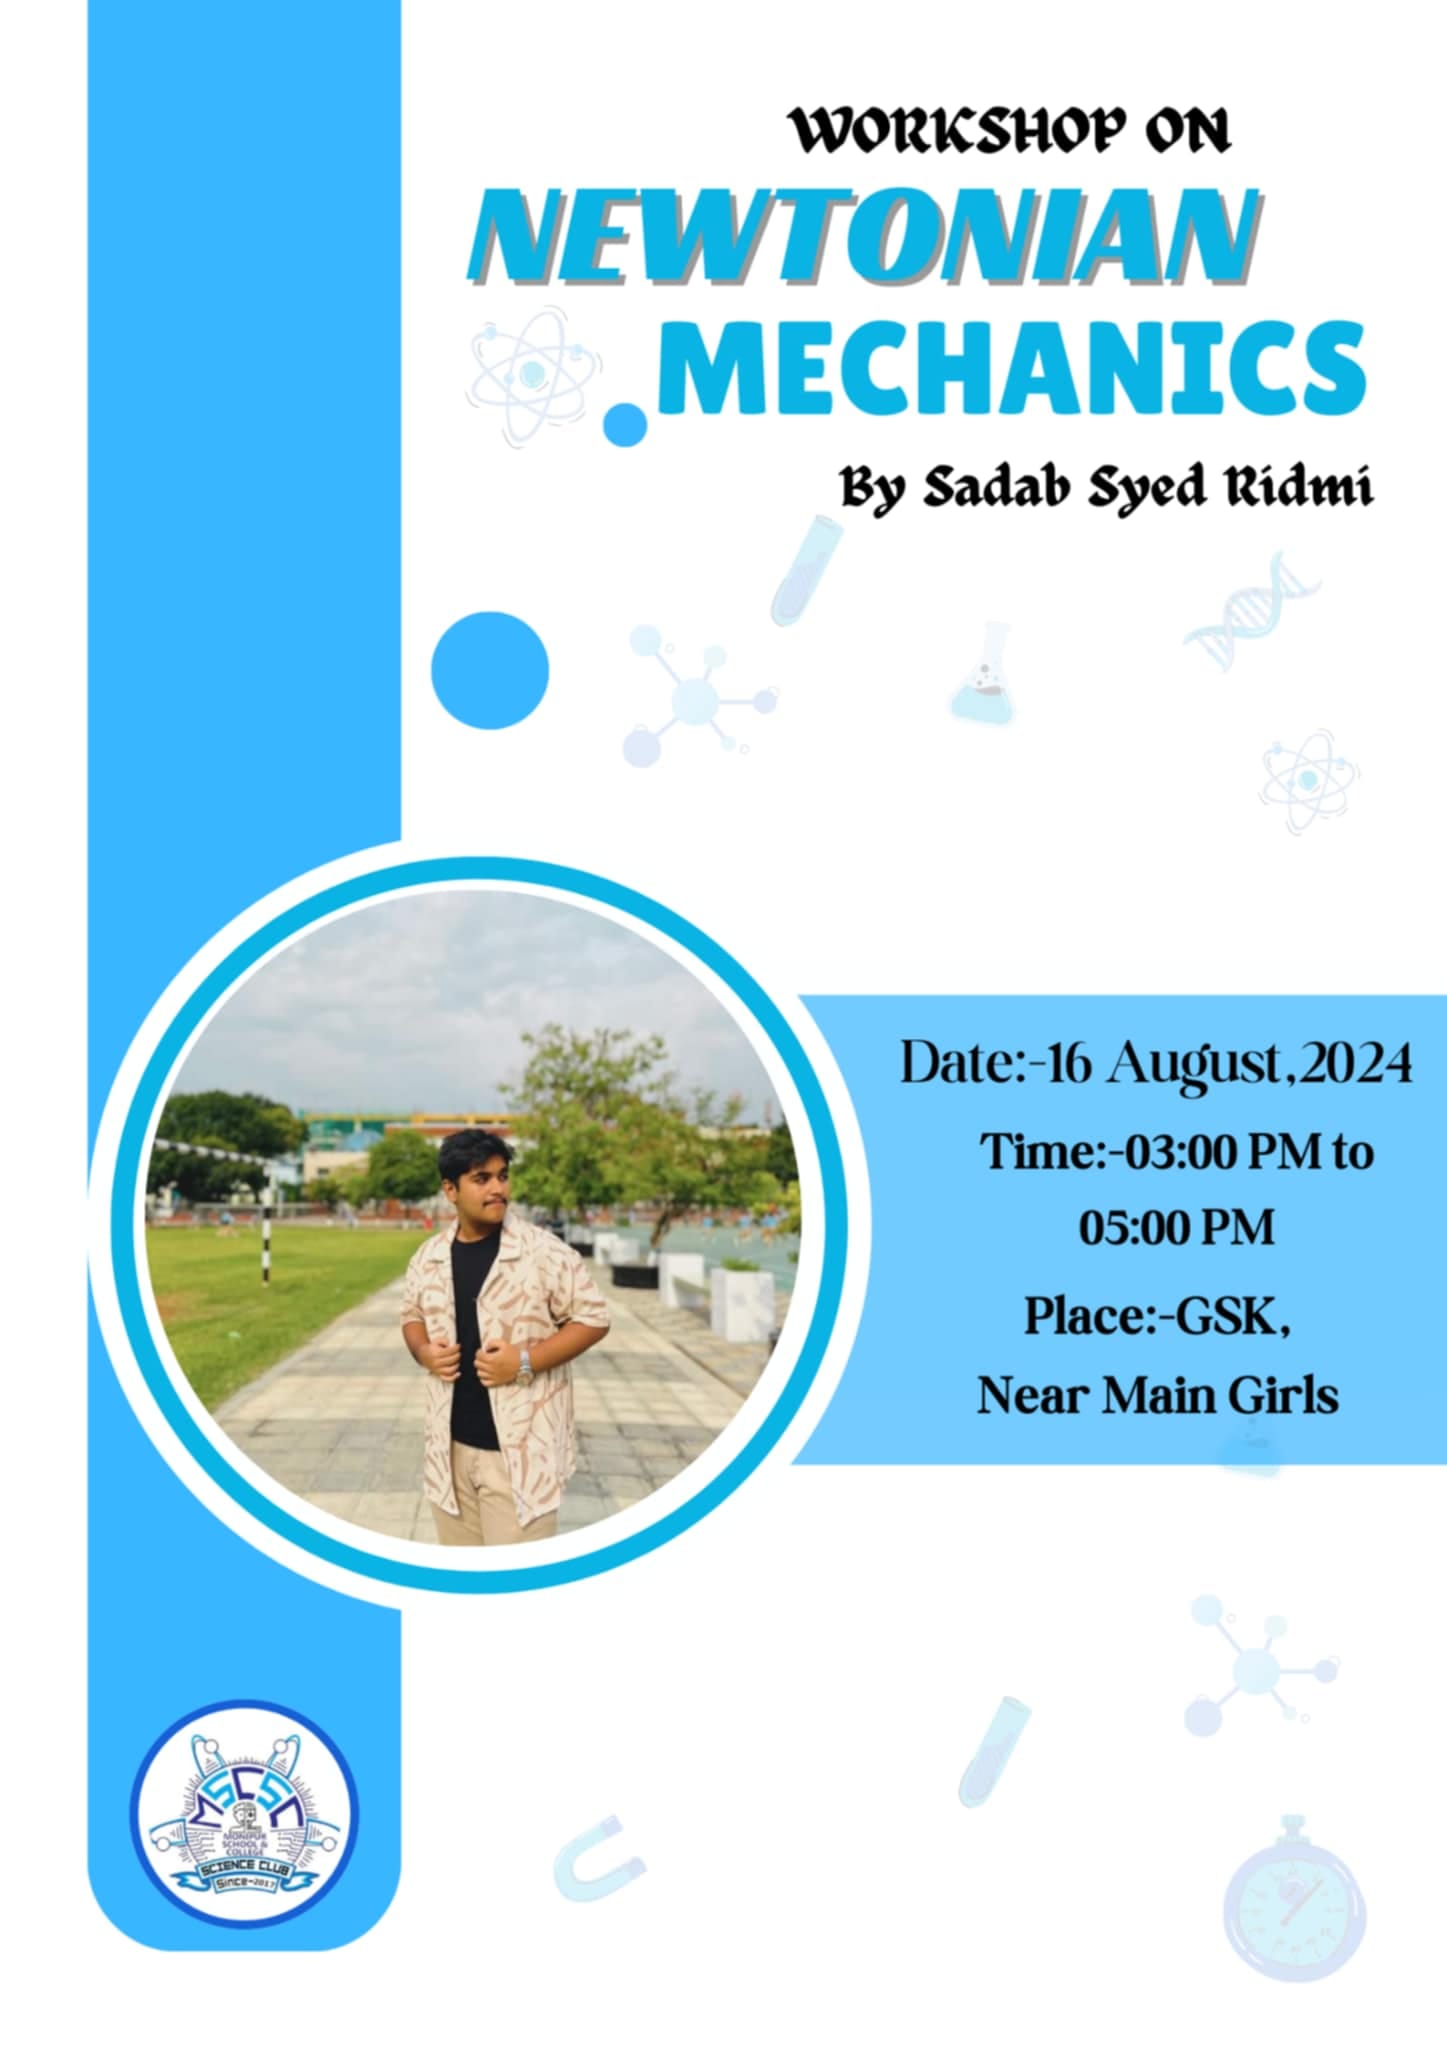 WORKSHOP ON
NEWTONIAN
MECHANICS
By Sadab Syed Ridmi
Date:-16 August,2024
Time:-03:00 PM to
05:00 PM
Place:-GSK,
Near Main Girls
MSCSC
MONIPUR
SCHOOL &
COLLEGE
SCIENCE CLUB
Since-2017